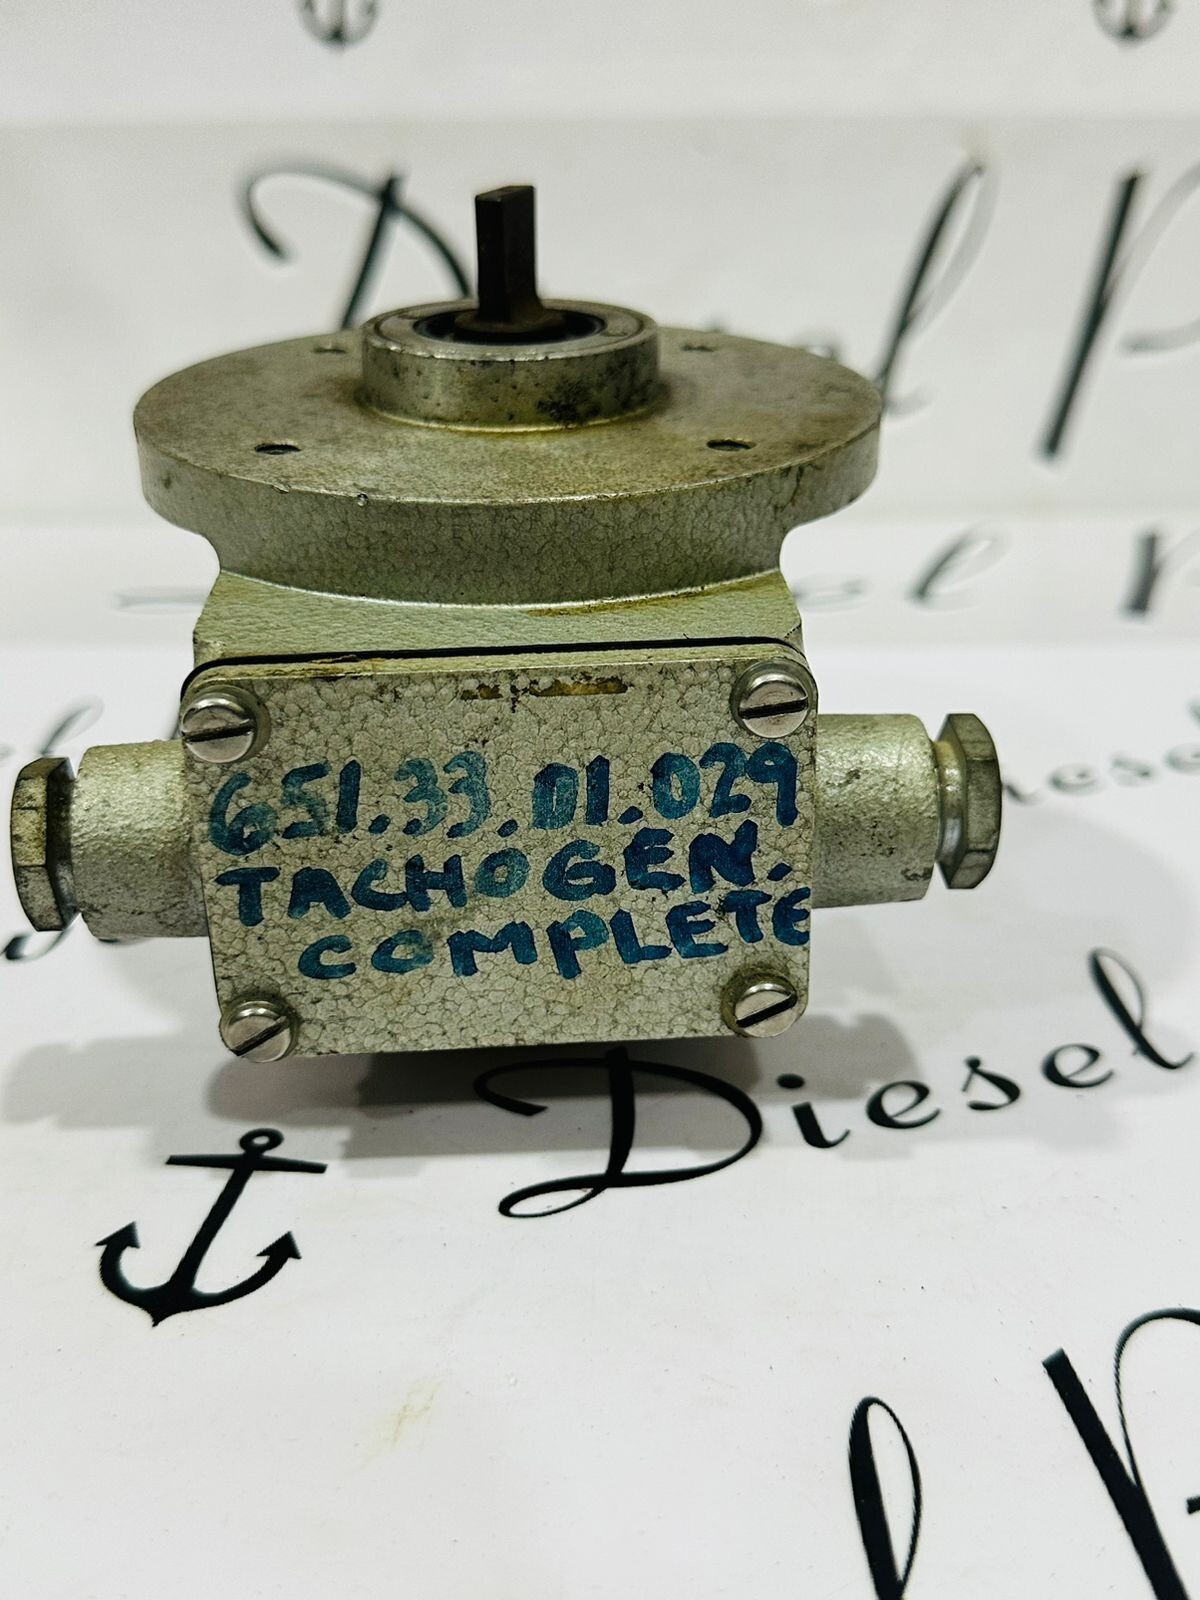 651.33.01.029
TACHOGEN.
COMPLETE
Diesel